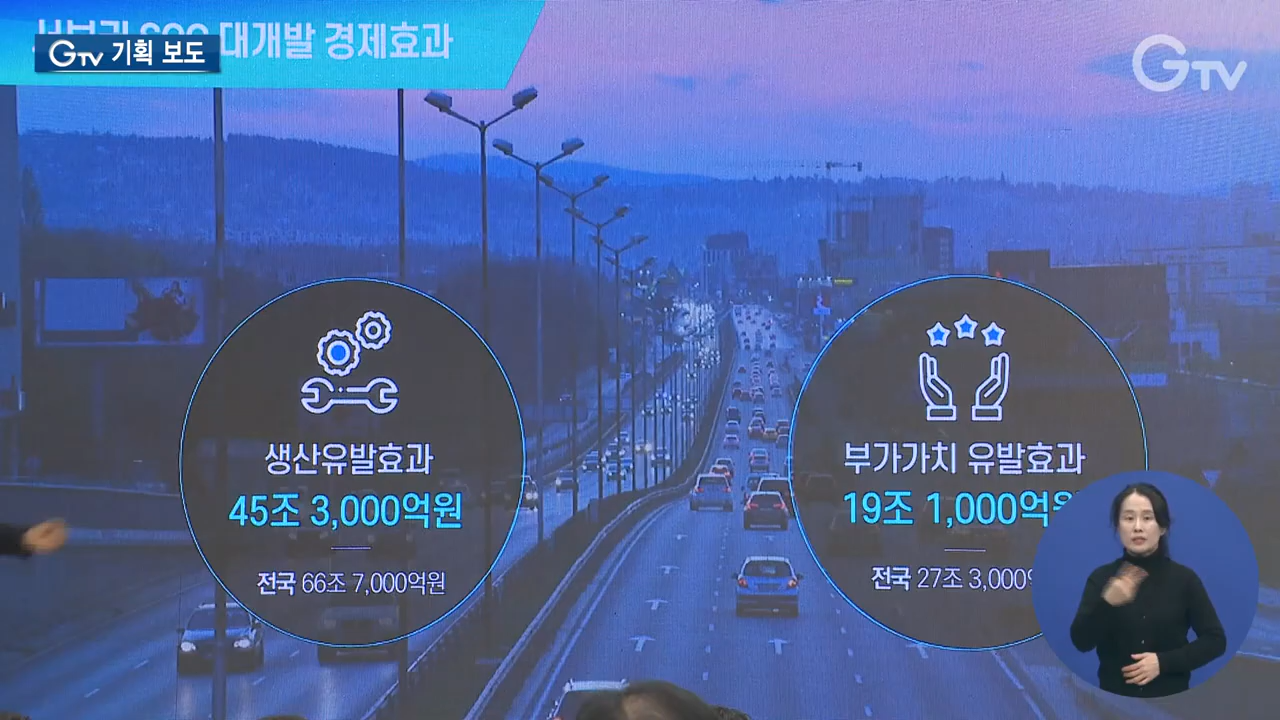 대개발 경제효과
GTV 기획 보도
GTV
생산유발효과
45조 3,000억원
전국 66조 7,000억원
부가가치 유발효과
19조 1,000억
전국 27조 3,000